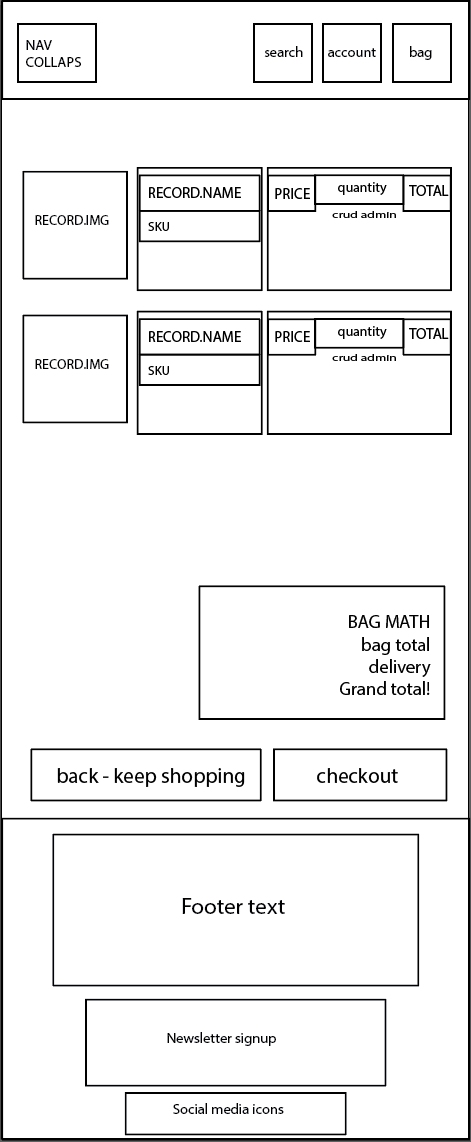 NAV
COLLAPS
search
account
bag
RECORD.IMG
RECORD.NAME
SKU
PRICE
quantity
TOTAL
crud admin
RECORD.IMG
RECORD.NAME
SKU
PRICE
quantity
TOTAL
crud admin
BAG MATH
bag total
delivery
Grand total!
back - keep shopping
checkout
Footer text
Newsletter signup
Social media icons